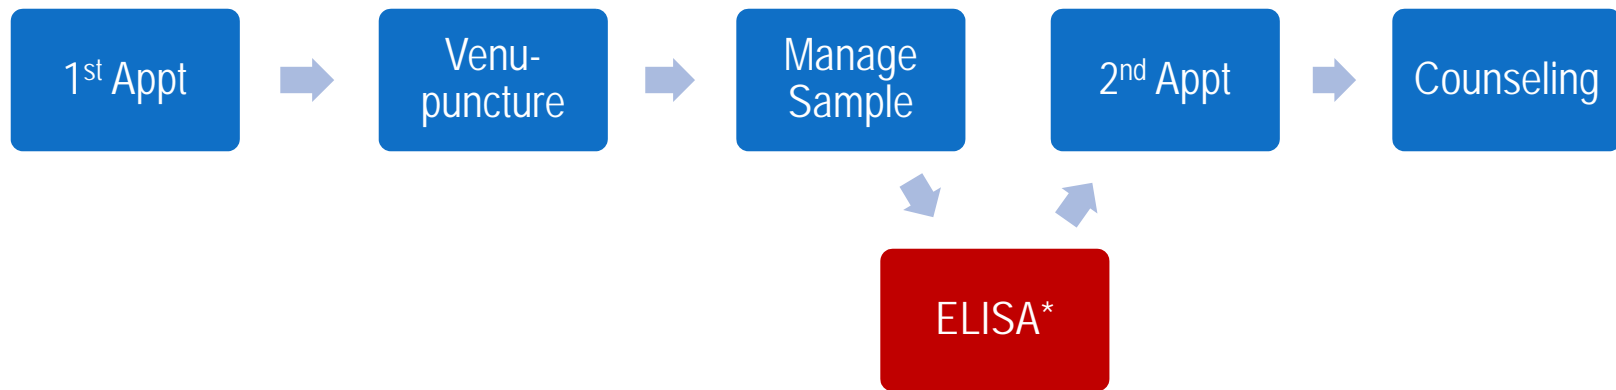 1st Appt
Venu-
puncture
Manage
Sample
2nd Appt
Counseling
ELISA*